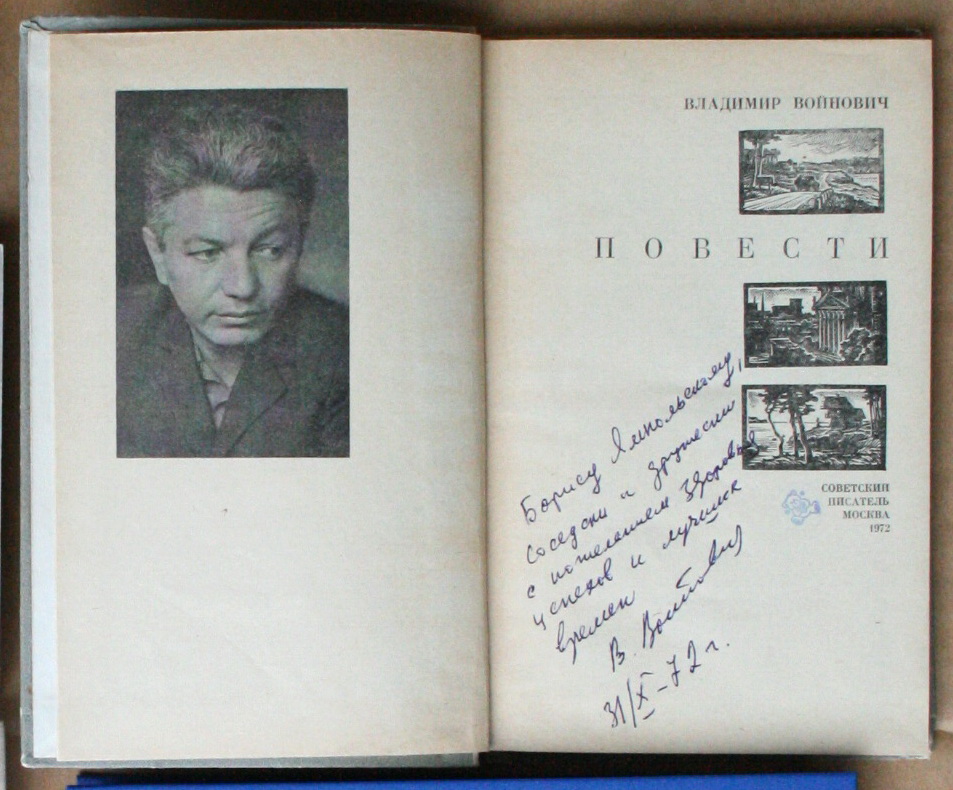 ВЛАДИМИР ВОЙНОВИЧ
ПОВЕСТИ
Борису Ямпольскому,
соседски и дружески
с пожеланием здоровья
успехов и лучших
времен
В. Войнович
31/X-72 г.
СОВЕТСКИЙ
ПИСАТЕЛЬ
МОСКВА
1972